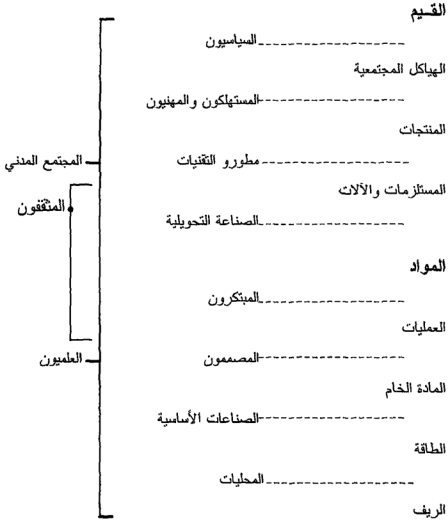 القيم
السياسيون
الهياكل المجتمعية
المستهلكون والمهنيون
المنتجات
مطورو التقنيات
المجتمع المدني
المستلزمات والآلات
المثقفون
الصناعة التحويلية
المواد
المبتكرون
العمليات
المصممون
العلميون
المادة الخام
الصناعات الأساسية
الطاقة
المحليات
الريف